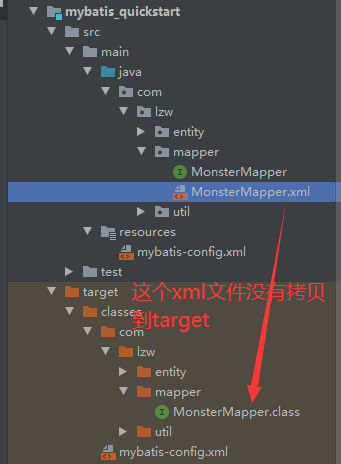 mybatis_quickstart
src
main
java
com
lzw
entity
mapper
MonsterMapper
MonsterMapper.xml
util
resources
mybatis-config.xml
test
target
这个xml文件没有拷贝
到target
classes
com
lzw
entity
mapper
MonsterMapper.class
util
mybatis-config.xml